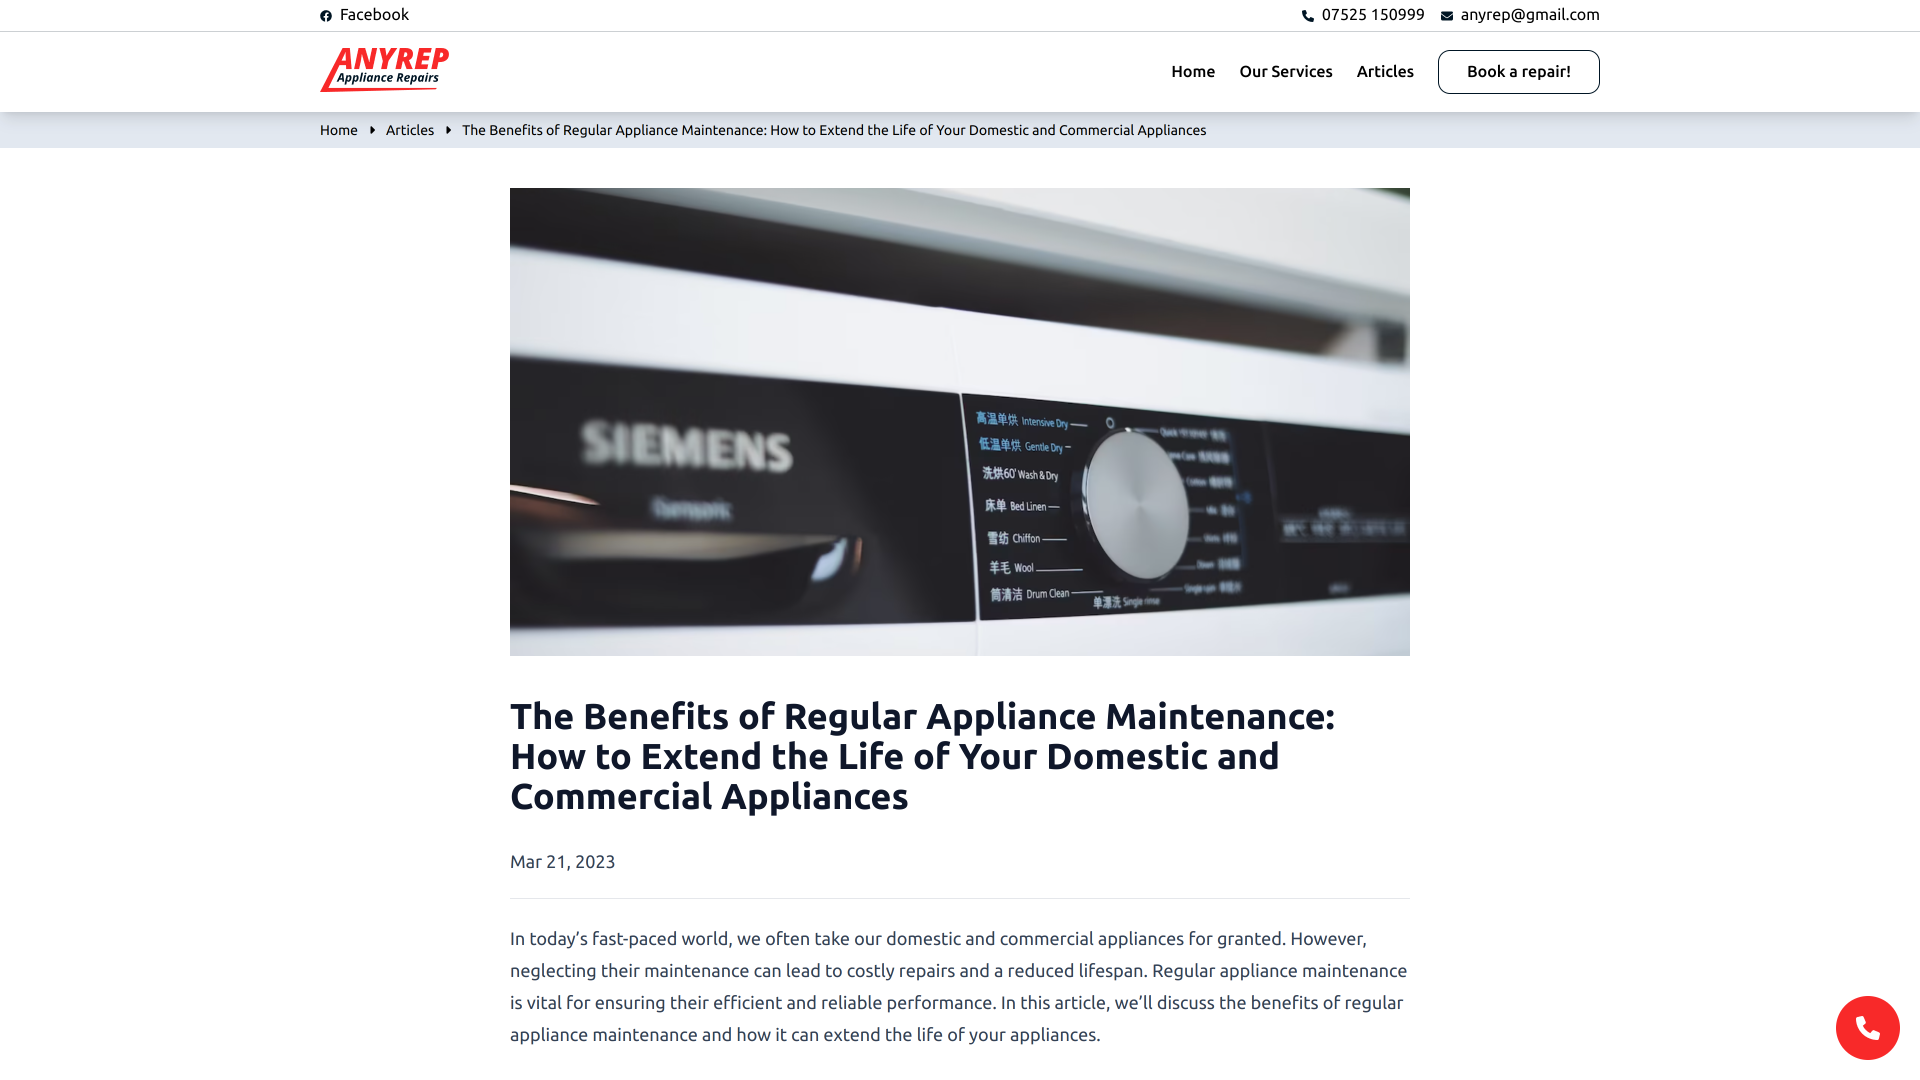 Facebook
07525 150999
anyrep@gmail.com
ANYREP
Appliance Repairs
Home
Our Services
Articles
Book a repair!
Home
Articles
The Benefits of Regular Appliance Maintenance: How to Extend the Life of Your Domestic and Commercial Appliances
SIEMENS
高温单烘 Intensive Dry
低温单烘 Gentle Dry
洗烘60' Wash & Dry
床单 Bed Linen
雪纺 Chiffon
羊毛 Wool
筒清洁 Drum Clean
单漂洗 Single rinse
The Benefits of Regular Appliance Maintenance:
How to Extend the Life of Your Domestic and
Commercial Appliances
Mar 21, 2023
In today’s fast-paced world, we often take our domestic and commercial appliances for granted. However,
neglecting their maintenance can lead to costly repairs and a reduced lifespan. Regular appliance maintenance
is vital for ensuring their efficient and reliable performance. In this article, we’ll discuss the benefits of regular
appliance maintenance and how it can extend the life of your appliances.